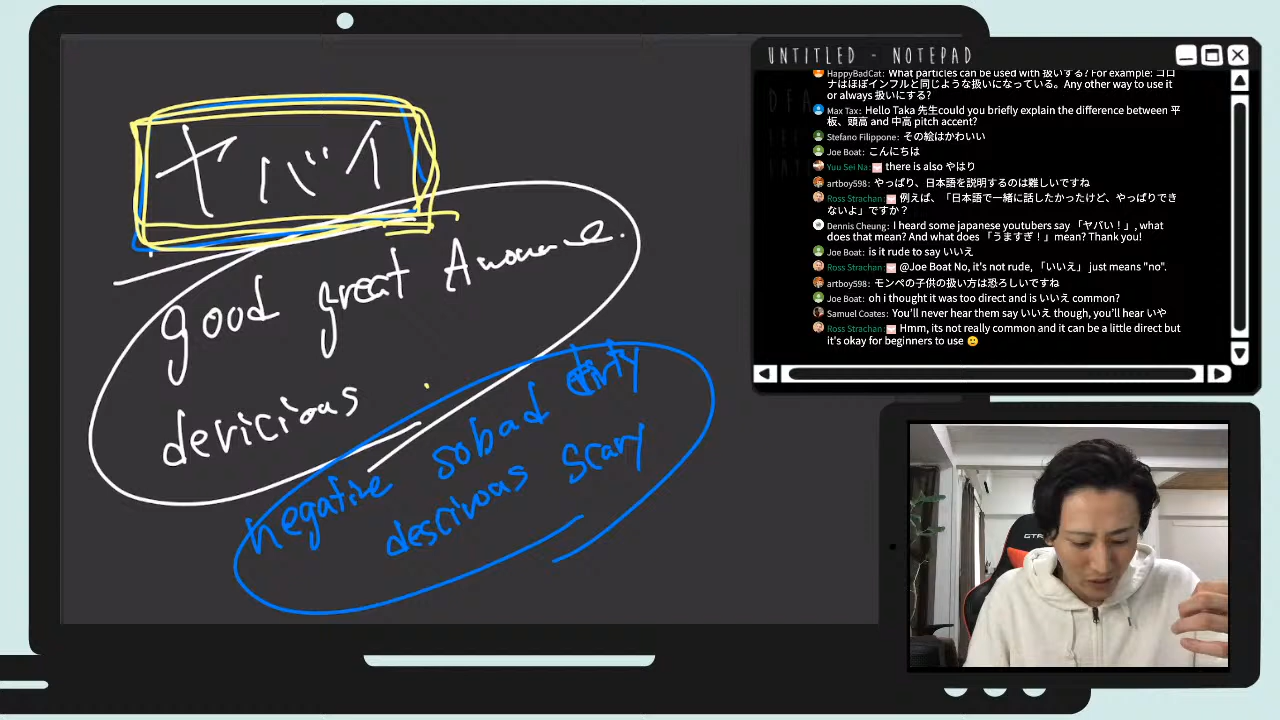 ヤバイ
good great Awesome.
dericious
negative so bad dirty
descirous scary
UNTITLED - NOTEPAD
HappyBadCat: What particles can be used with 扱いする? For example: コロ
ナはほぼインフルと同じような扱いになっている。Any other way to use it
or always 扱いにする?
Max Tax: Hello Taka 先生could you briefly explain the difference between 平
板、頭高 and 中高 pitch accent?
Stefano Filippone: その絵はかわいい
Joe Boat: こんにちは
Yuu Sei Na: there is also やはり
artboy598: やっぱり、日本語を説明するのは難しいですね
Ross Strachan: 例えば、「日本語で一緒に話したかったけど、やっぱりでき
ないよ」ですか？
Dennis Cheung: I heard some japanese youtubers say「ヤバい！」, what
does that mean? And what does 「うますぎ！」mean? Thank you!
Joe Boat: is it rude to say いいえ
Ross Strachan: @Joe Boat No, it's not rude, 「いいえ」 just means "no".
artboy598: モンペの子供の扱い方は恐ろしいですね
Joe Boat: oh i thought it was too direct and is いいえ common?
Samuel Coates: You'll never hear them say いいえ though, you'll hear いや
Ross Strachan: Hmm, its not really common and it can be a little direct but
it's okay for beginners to use